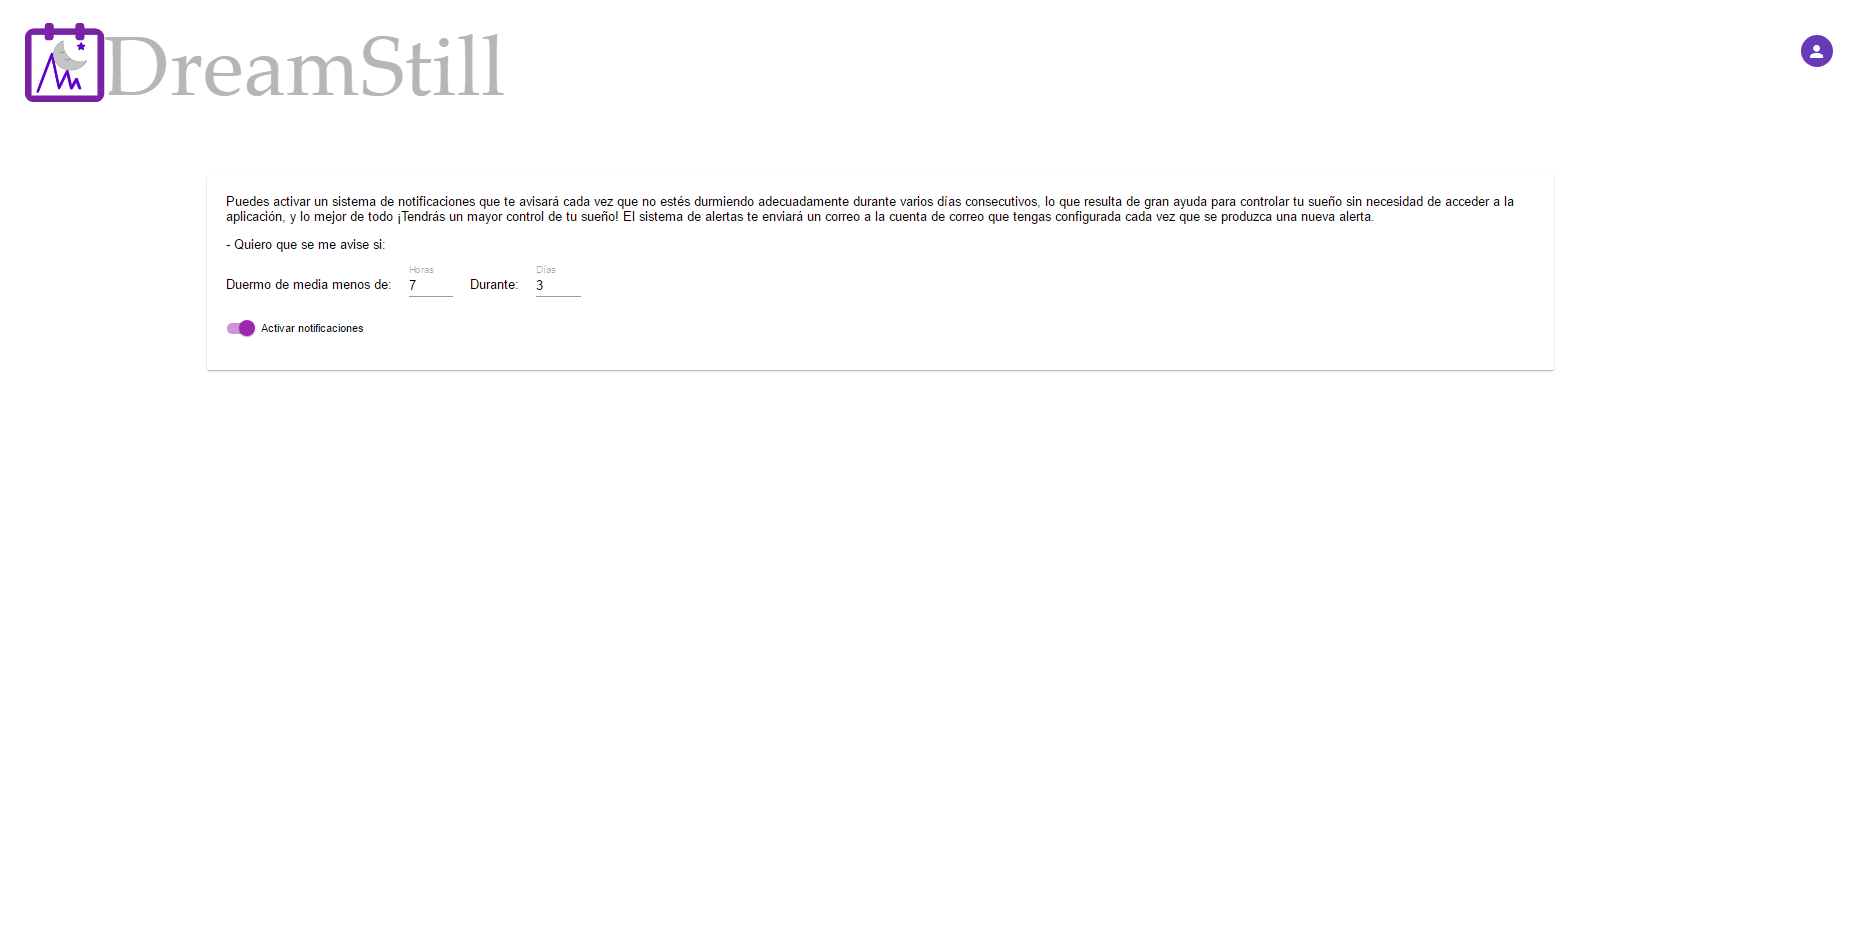 DreamStill
Puedes activar un sistema de notificaciones que te avisará cada vez que no estés durmiendo adecuadamente durante varios días consecutivos, lo que resulta de gran ayuda para controlar tu sueño sin necesidad de acceder a la
aplicación, y lo mejor de todo ¡Tendrás un mayor control de tu sueño! El sistema de alertas te enviará un correo a la cuenta de correo que tengas configurada cada vez que se produzca una nueva alerta.
- Quiero que se me avise si:
Horas Días
Duermo de media menos de: 7 Durante: 3
Activar notificaciones